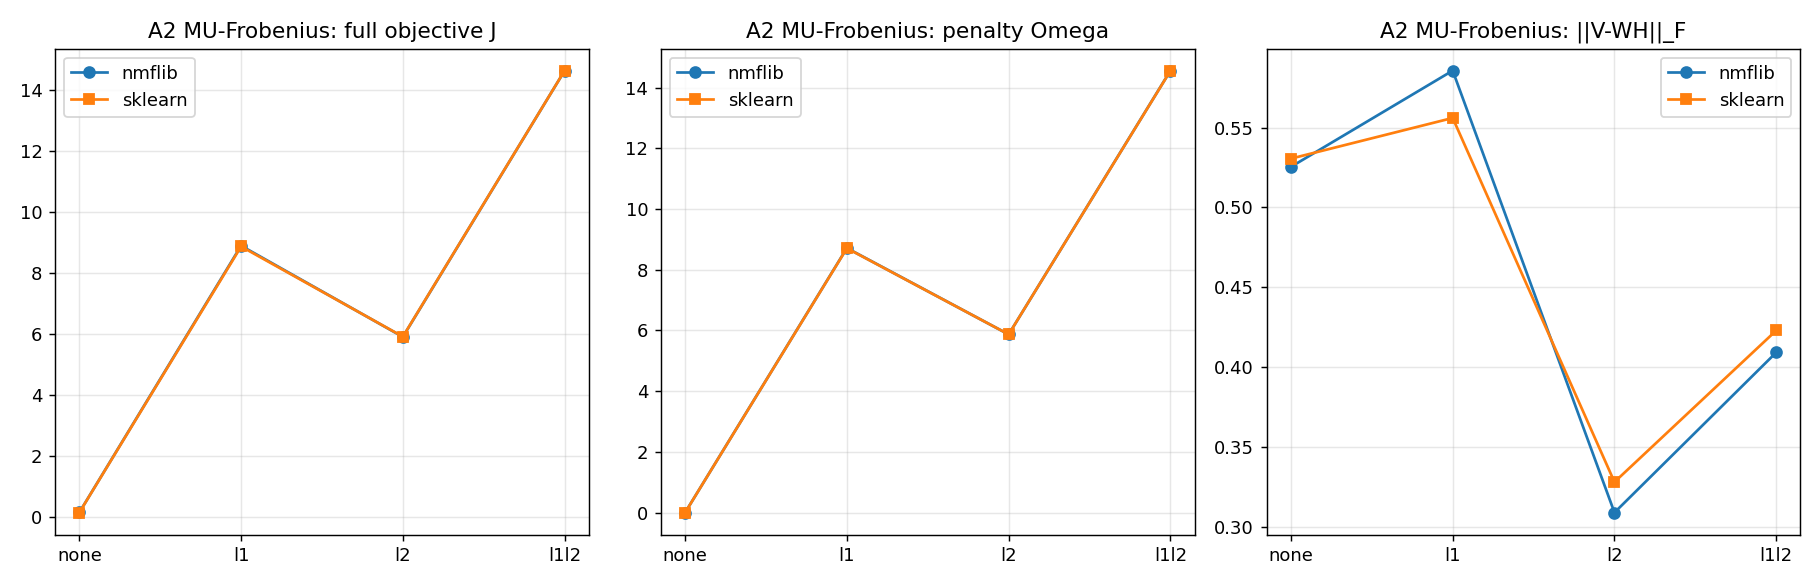 A2 MU-Frobenius: full objective J
nmflib
sklearn
14
12
10
8
6
4
2
0
none l1 l2 l1l2
A2 MU-Frobenius: penalty Omega
nmflib
sklearn
14
12
10
8
6
4
2
0
none l1 l2 l1l2
A2 MU-Frobenius: ||V-WH||_F
nmflib
sklearn
0.55
0.50
0.45
0.40
0.35
0.30
none l1 l2 l1l2